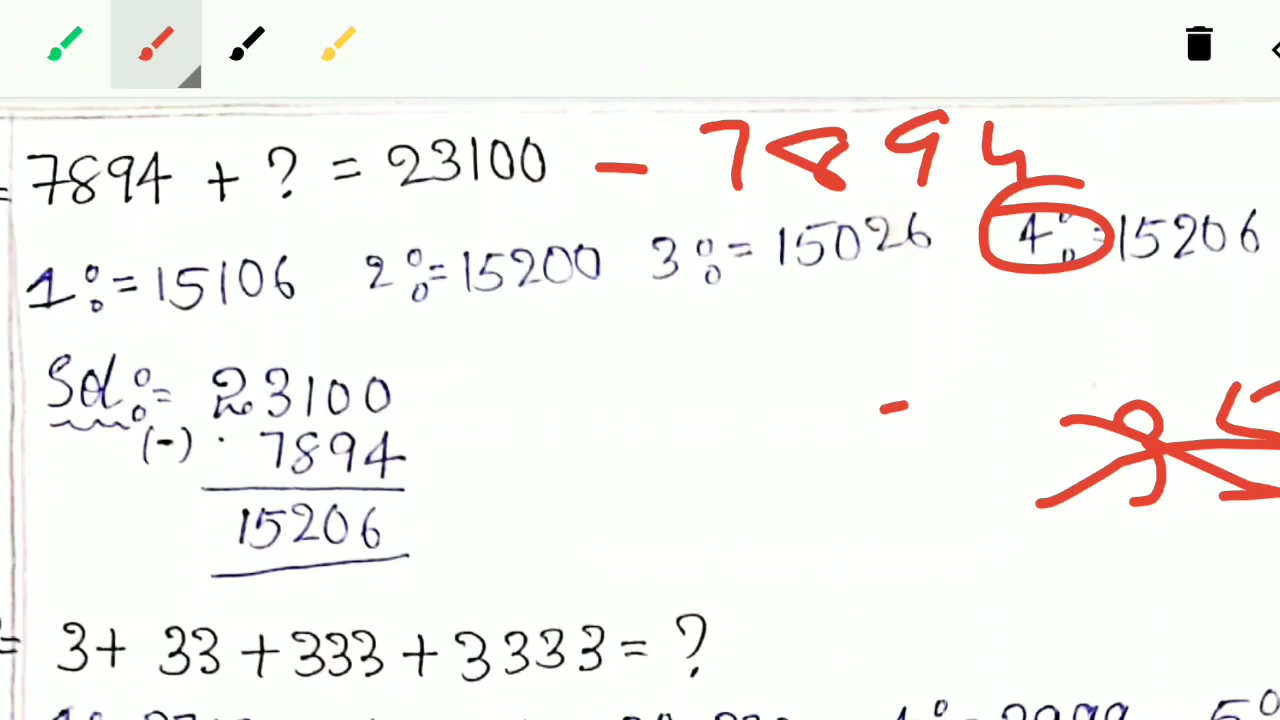 7894 + ? = 23100 - 7894
1:= 15106 2:= 15200 3:= 15026 4:= 15206
Sol:= 23100
(-) 7894
15206
3+ 33 +333 +3333 = ?